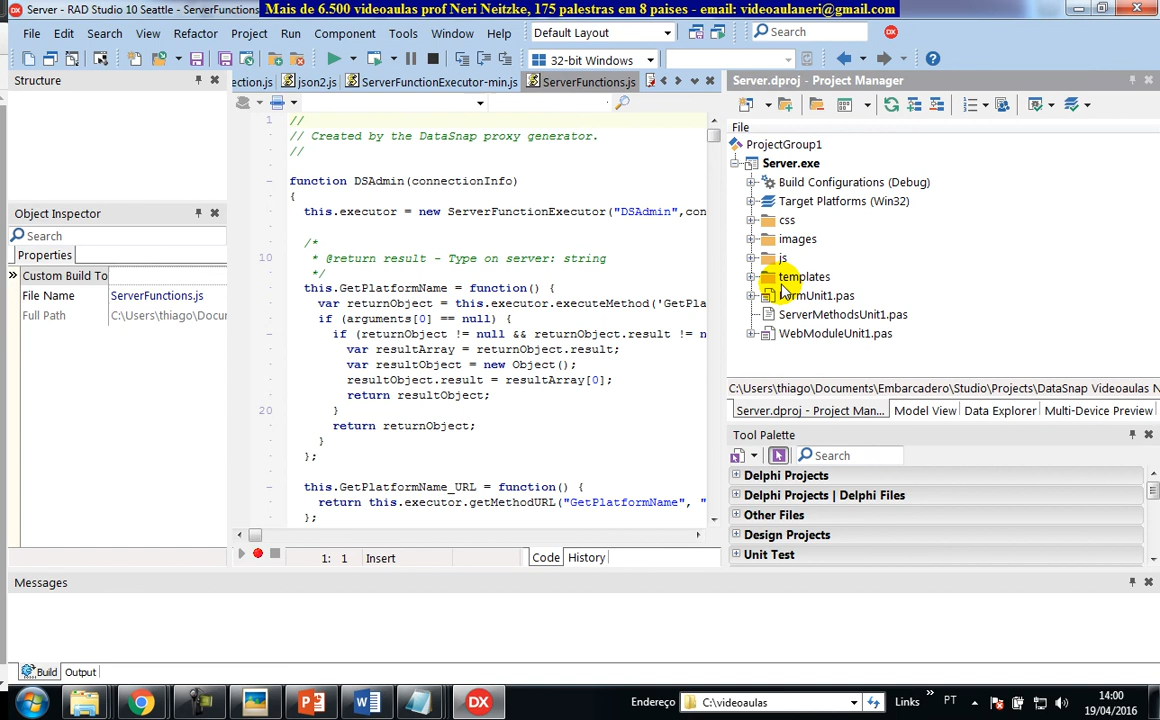 Server - RAD Studio 10 Seattle - ServerFunctions
Mais de 6.500 videoaulas prof Neri Neitzke, 175 palestras em 8 paises - email: videoaulaneri@gmail.com
File Edit Search View Refactor Project Run Component Tools Window Help
Default Layout
Search
32-bit Windows
Structure
ection.js json2.js ServerFunctionExecutor-min.js ServerFunctions.js
Server.dproj - Project Manager
File
ProjectGroup1
Server.exe
Build Configurations (Debug)
Target Platforms (Win32)
css
images
js
templates
FormUnit1.pas
ServerMethodsUnit1.pas
WebModuleUnit1.pas
C:\Users\thiago\Documents\Embarcadero\Studio\Projects\DataSnap Videoaulas N
Server.dproj - Project Man... Model View Data Explorer Multi-Device Preview
Object Inspector
Search
Properties
Custom Build To
File Name ServerFunctions.js
Full Path C:\Users\thiago\Docur
1 //
// Created by the DataSnap proxy generator.
//
function DSAdmin(connectionInfo)
{
this.executor = new ServerFunctionExecutor("DSAdmin",con
/*
10 * @return result - Type on server: string
*/
this.GetPlatformName = function() {
var returnObject = this.executor.executeMethod('GetPla
if (arguments[0] == null) {
if (returnObject != null && returnObject.result != n
var resultArray = returnObject.result;
var resultObject = new Object();
resultObject.result = resultArray[0];
return resultObject;
20 }
return returnObject;
}
};
this.GetPlatformName_URL = function() {
return this.executor.getMethodURL("GetPlatformName", "
};
1: 1 Insert
Code History
Tool Palette
Search
Delphi Projects
Delphi Projects | Delphi Files
Other Files
Design Projects
Unit Test
Messages
Build Output
Endereço C:\videoaulas
Links » PT
14:00
19/04/2016